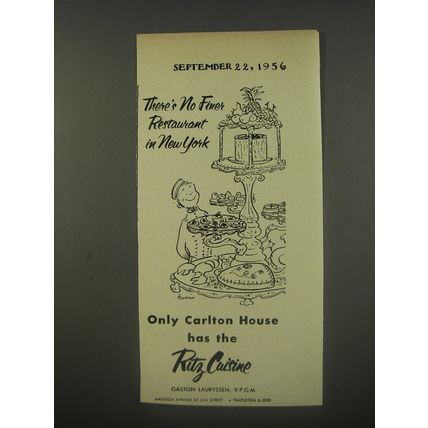 SEPTEMBER 22, 1956
There's No Finer
Restaurant
in New York
Burris
Only Carlton House
has the
Ritz Cuisine
GASTON LAURYSSEN, V.P.G.M.
MADISON AVENUE AT 61st STREET • TEMPLETON 8-3000